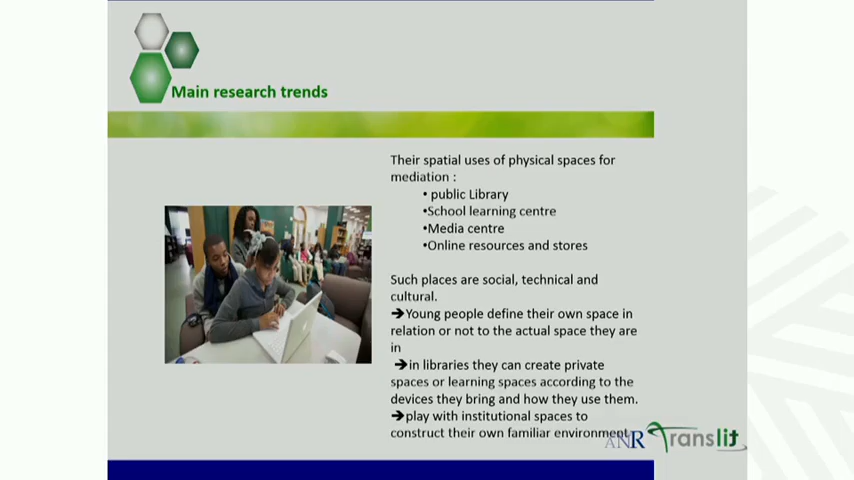 Main research trends
Their spatial uses of physical spaces for
mediation :
• public Library
•School learning centre
•Media centre
•Online resources and stores
Such places are social, technical and
cultural.
➔Young people define their own space in
relation or not to the actual space they are
in
➔in libraries they can create private
spaces or learning spaces according to the
devices they bring and how they use them.
➔play with institutional spaces to
construct their own familiar environment
ANR Translit